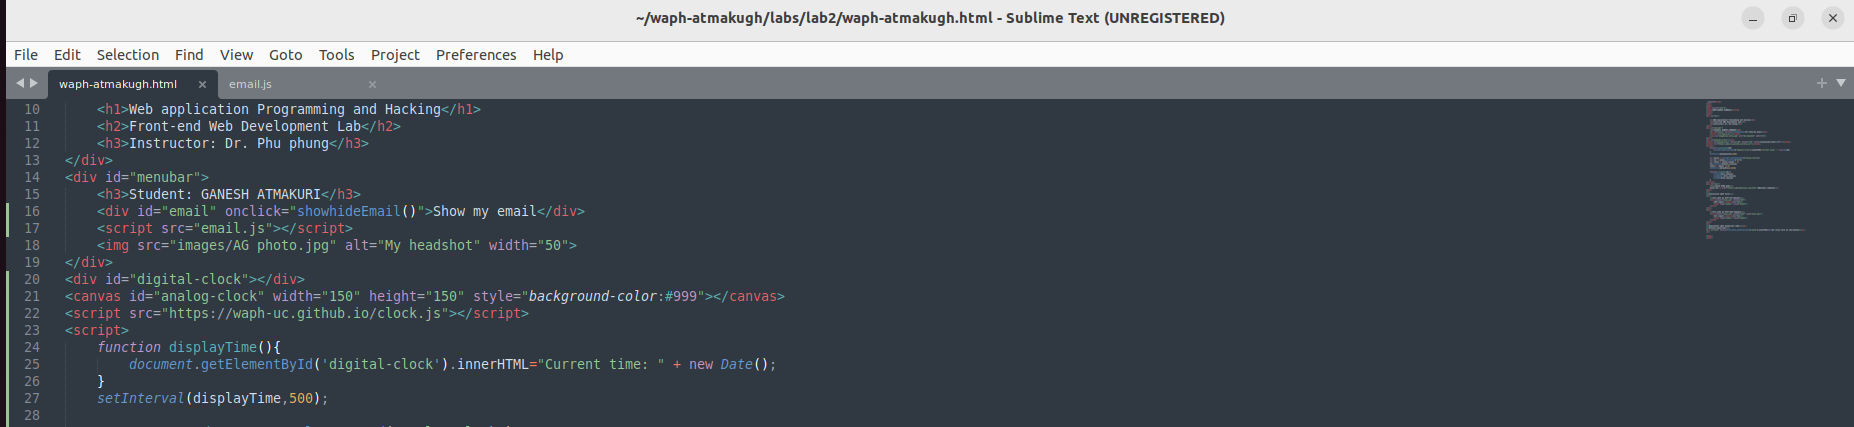 ~/waph-atmakugh/labs/lab2/waph-atmakugh.html - Sublime Text (UNREGISTERED)
File Edit Selection Find View Goto Tools Project Preferences Help
waph-atmakugh.html × email.js ×
10 <h1>Web application Programming and Hacking</h1>
11 <h2>Front-end Web Development Lab</h2>
12 <h3>Instructor: Dr. Phu phung</h3>
13 </div>
14 <div id="menubar">
15 <h3>Student: GANESH ATMAKURI</h3>
16 <div id="email" onclick="showhideEmail()">Show my email</div>
17 <script src="email.js"></script>
18 <img src="images/AG photo.jpg" alt="My headshot" width="50">
19 </div>
20 <div id="digital-clock"></div>
21 <canvas id="analog-clock" width="150" height="150" style="background-color:#999"></canvas>
22 <script src="https://waph-uc.github.io/clock.js"></script>
23 <script>
24 function displayTime(){
25 document.getElementById('digital-clock').innerHTML="Current time: " + new Date();
26 }
27 setInterval(displayTime,500);
28